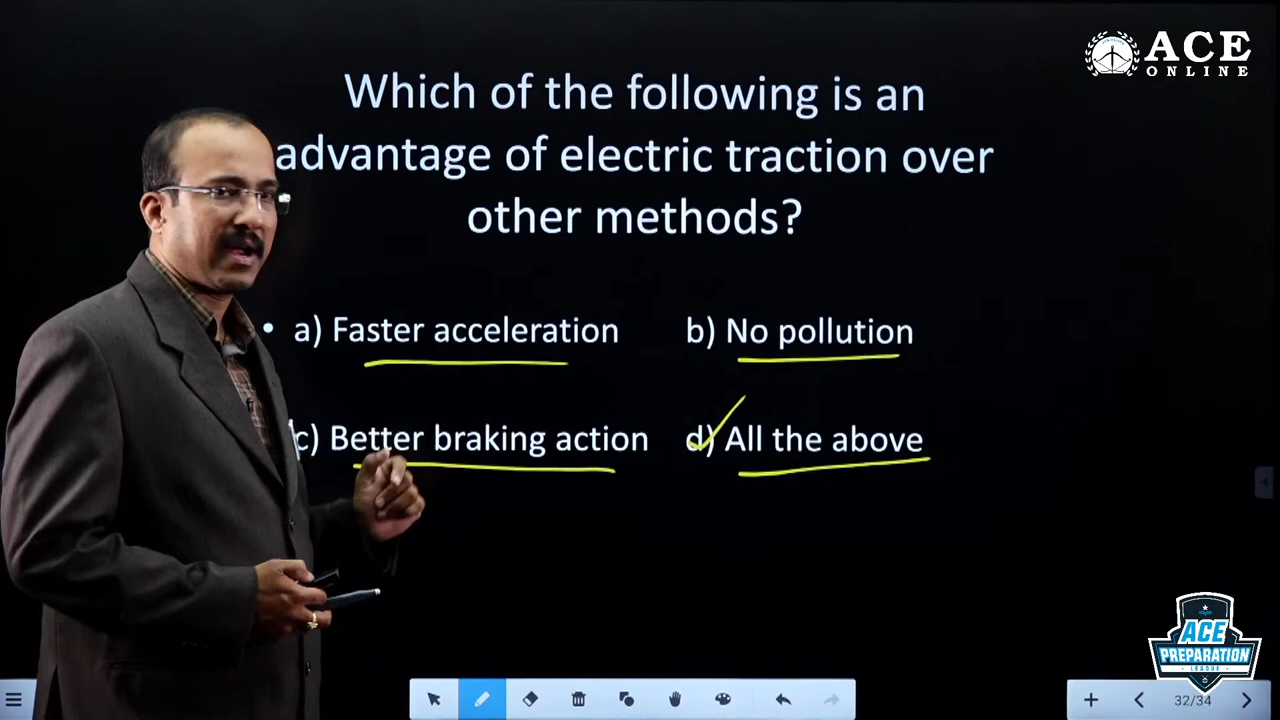 ACE
ONLINE
Which of the following is an
advantage of electric traction over
other methods?
• a) Faster acceleration b) No pollution
c) Better braking action d) All the above
ACE
PREPARATION
LEAGUE
32/34